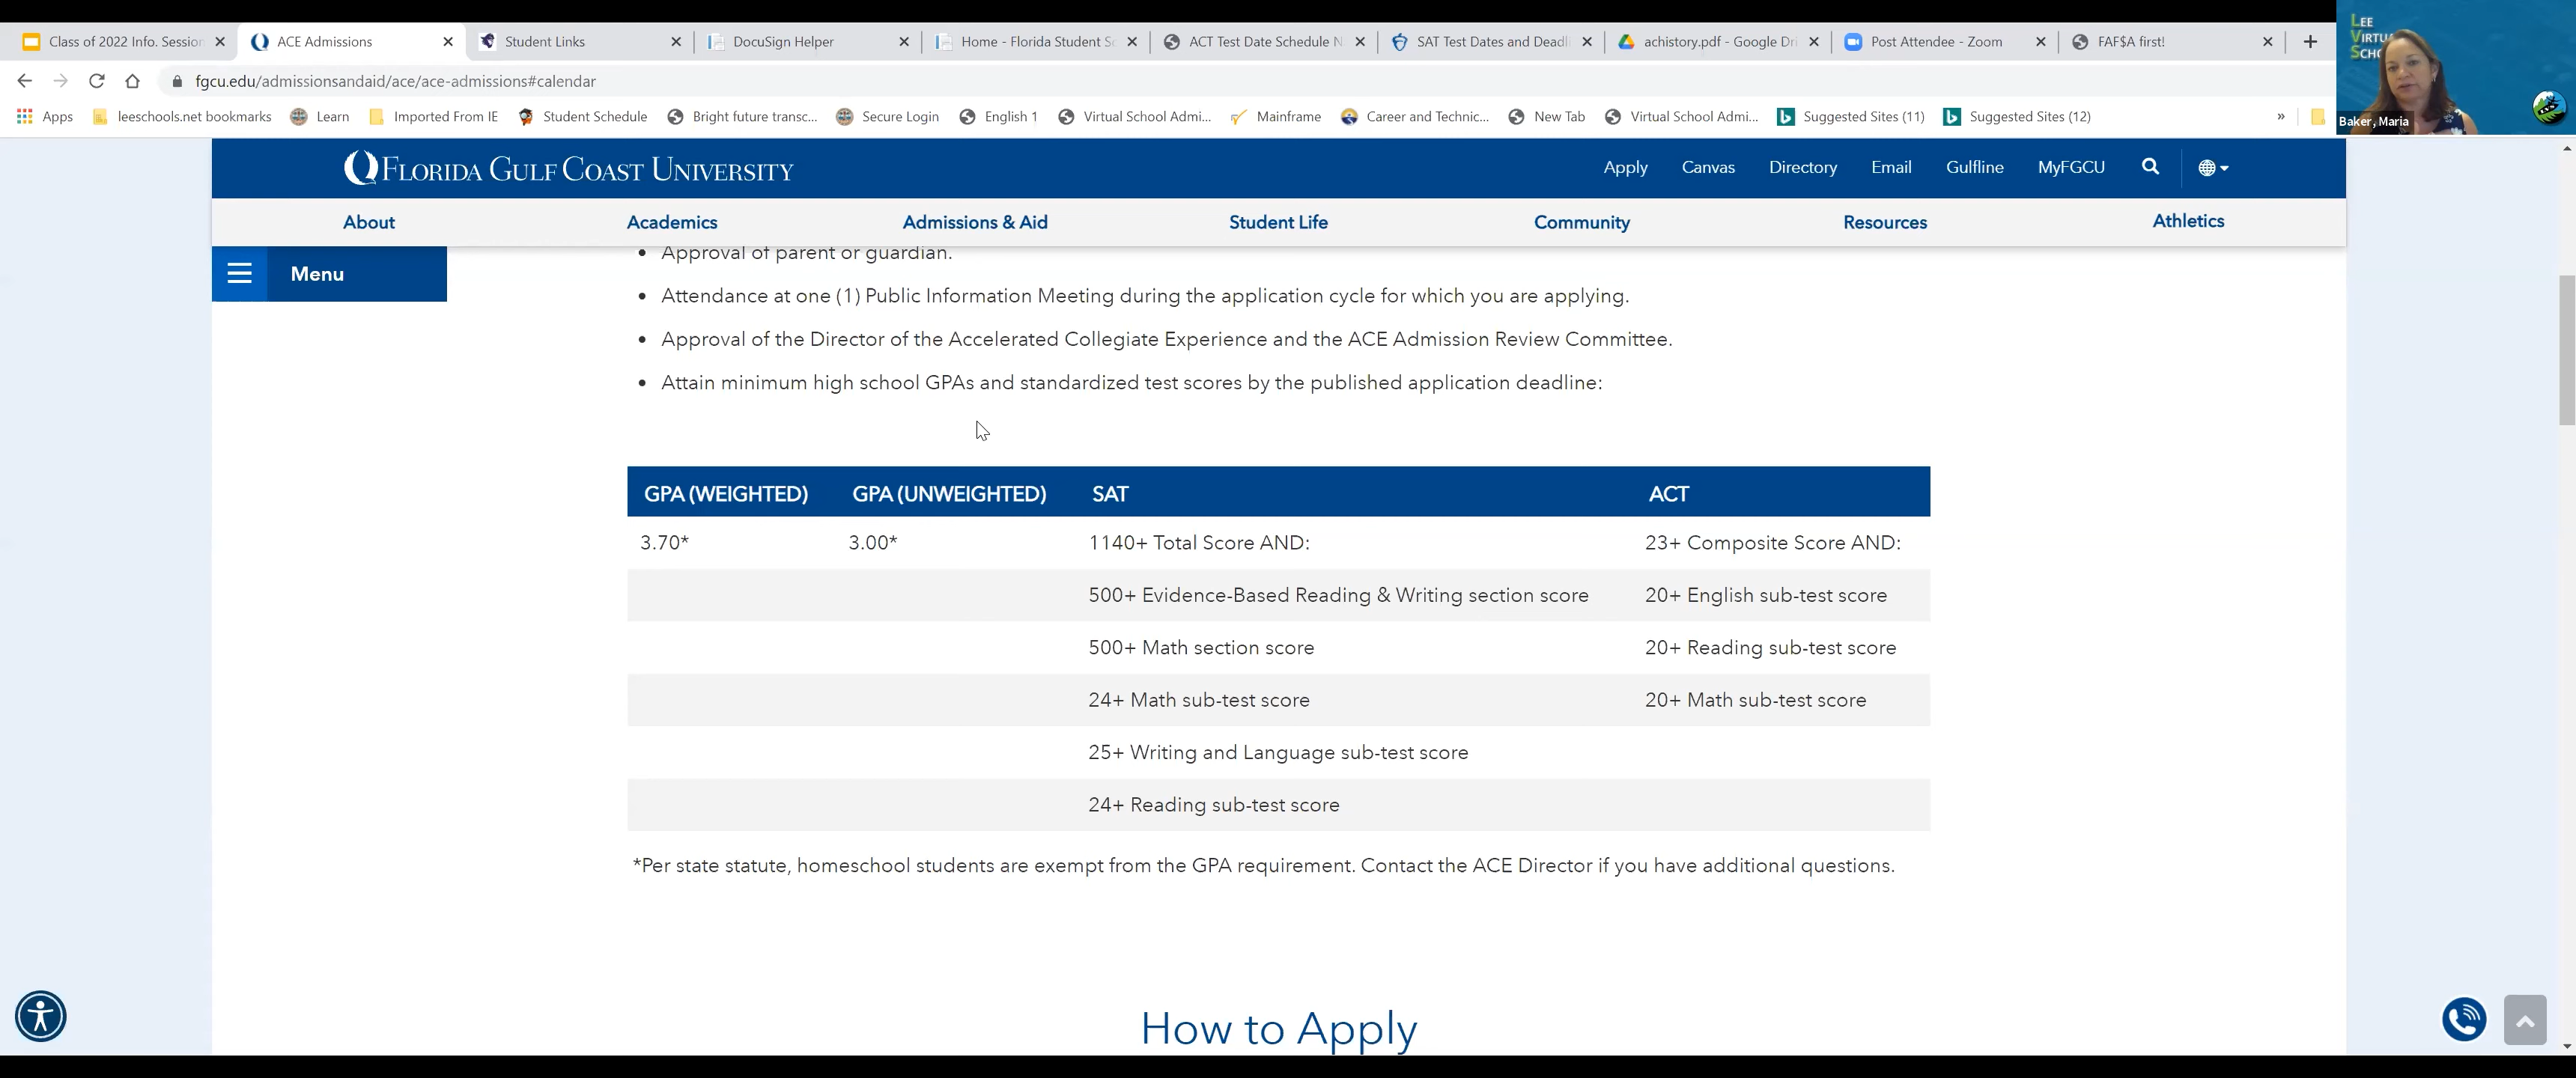 Class of 2022 Info. Session
ACE Admissions
Student Links
DocuSign Helper
Home - Florida Student Sc
ACT Test Date Schedule N
SAT Test Dates and Deadli
achistory.pdf - Google Dri
Post Attendee - Zoom
FAF$A first!
fgcu.edu/admissionsandaid/ace/ace-admissions#calendar
Apps
leeschools.net bookmarks
Learn
Imported From IE
Student Schedule
Bright future transc...
Secure Login
English 1
Virtual School Admi...
Mainframe
Career and Technic...
New Tab
Virtual School Admi...
Suggested Sites (11)
Suggested Sites (12)
»
LEE
VIRTUA
SCHO
Baker, Maria
FLORIDA GULF COAST UNIVERSITY
Apply
Canvas
Directory
Email
Gulfline
MyFGCU
About
Academics
Admissions & Aid
Student Life
Community
Resources
Athletics
Menu
• Approval of parent or guardian.
• Attendance at one (1) Public Information Meeting during the application cycle for which you are applying.
• Approval of the Director of the Accelerated Collegiate Experience and the ACE Admission Review Committee.
• Attain minimum high school GPAs and standardized test scores by the published application deadline:
GPA (WEIGHTED) GPA (UNWEIGHTED) SAT ACT
3.70* 3.00* 1140+ Total Score AND: 23+ Composite Score AND:
500+ Evidence-Based Reading & Writing section score 20+ English sub-test score
500+ Math section score 20+ Reading sub-test score
24+ Math sub-test score 20+ Math sub-test score
25+ Writing and Language sub-test score
24+ Reading sub-test score
*Per state statute, homeschool students are exempt from the GPA requirement. Contact the ACE Director if you have additional questions.
How to Apply